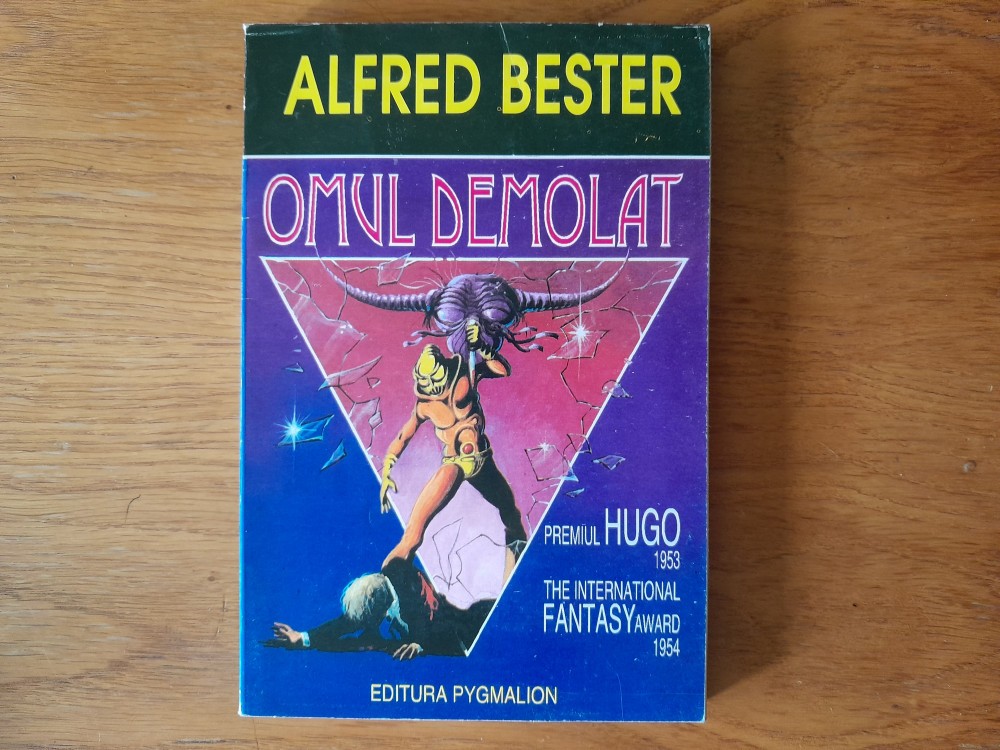 ALFRED BESTER
OMUL DEMOLAT
PREMIUL HUGO
1953
THE INTERNATIONAL
FANTASY AWARD
1954
EDITURA PYGMALION